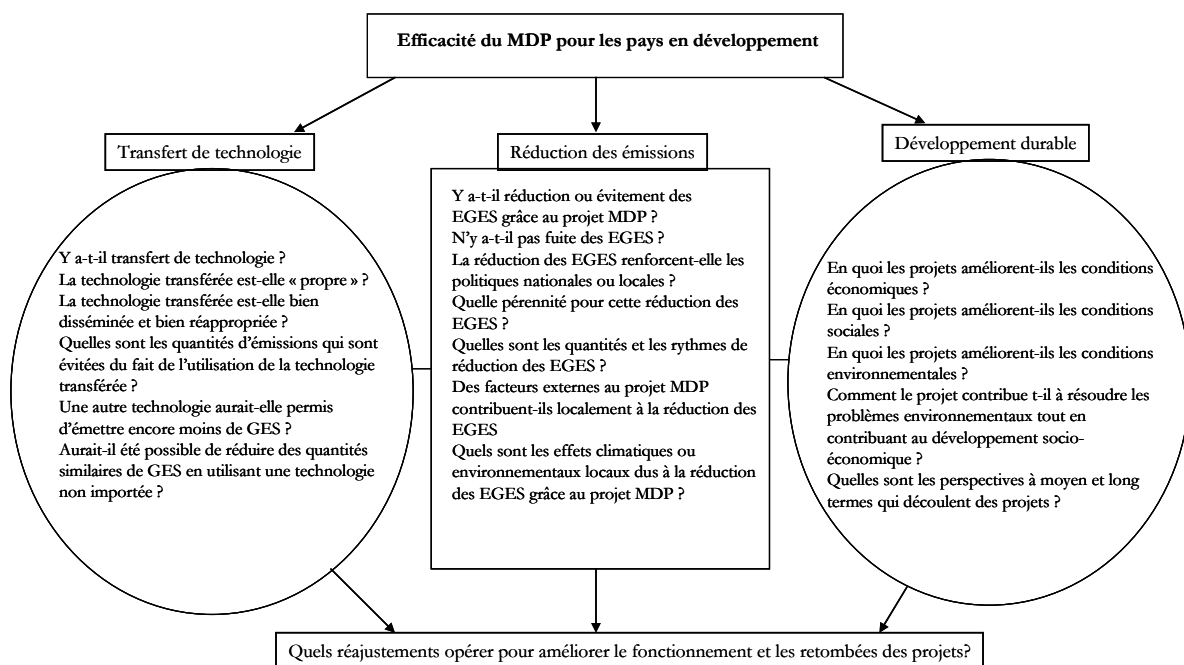 Efficacité du MDP pour les pays en développement
Transfert de technologie
Y a-t-il transfert de technologie ?
La technologie transférée est-elle « propre » ?
La technologie transférée est-elle bien
disséminée et bien réappropriée ?
Quelles sont les quantités d'émissions qui sont
évitées du fait de l'utilisation de la technologie
transférée ?
Une autre technologie aurait-elle permis
d'émettre encore moins de GES ?
Aurait-il été possible de réduire des quantités
similaires de GES en utilisant une technologie
non importée ?
Réduction des émissions
Y a-t-il réduction ou évitement des
EGES grâce au projet MDP ?
N'y a-t-il pas fuite des EGES ?
La réduction des EGES renforcent-elle les
politiques nationales ou locales ?
Quelle pérennité pour cette réduction des
EGES ?
Quelles sont les quantités et les rythmes de
réduction des EGES ?
Des facteurs externes au projet MDP
contribuent-ils localement à la réduction des
EGES
Quels sont les effets climatiques ou
environnementaux locaux dus à la réduction
des EGES grâce au projet MDP ?
Développement durable
En quoi les projets améliorent-ils les conditions
économiques ?
En quoi les projets améliorent-ils les conditions
sociales ?
En quoi les projets améliorent-ils les conditions
environnementales ?
Comment le projet contribue t-il à résoudre les
problèmes environnementaux tout en
contribuant au développement socio-
économique ?
Quelles sont les perspectives à moyen et long
termes qui découlent des projets ?
Quels réajustements opérer pour améliorer le fonctionnement et les retombées des projets?